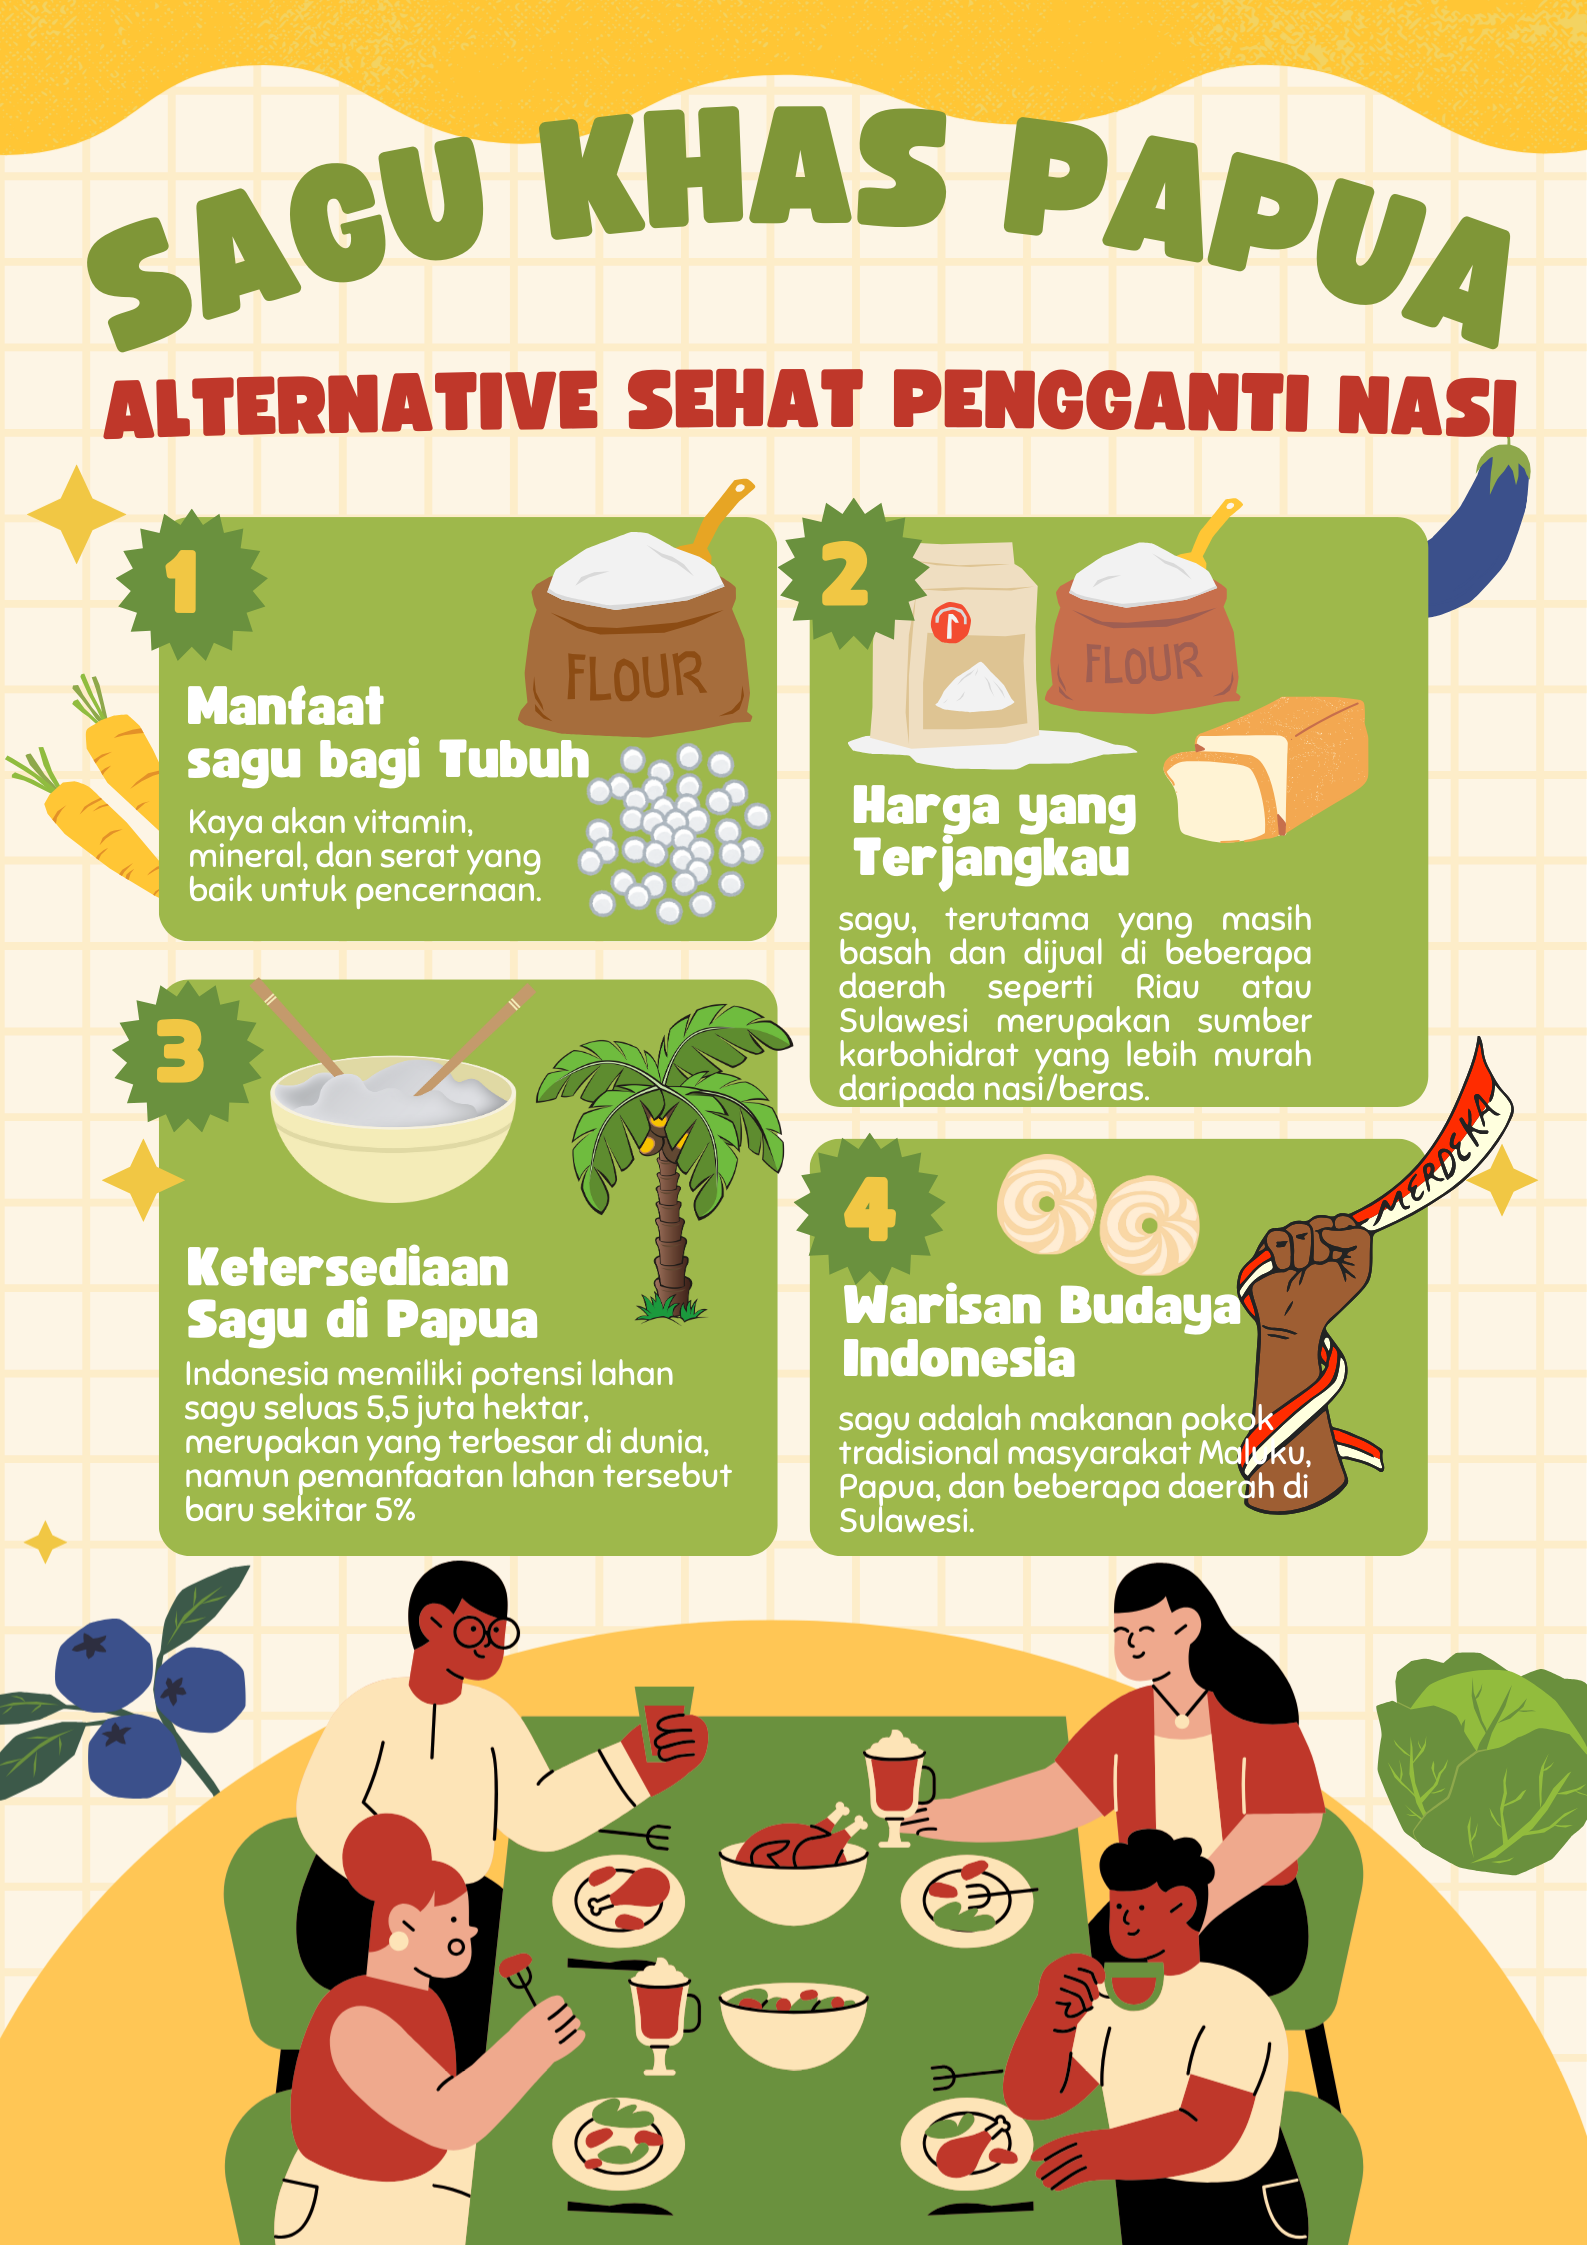 SAGU KHAS PAPUA
ALTERNATIVE SEHAT PENGGANTI NASI
1
FLOUR
Manfaat
sagu bagi Tubuh
Kaya akan vitamin,
mineral, dan serat yang
baik untuk pencernaan.
2
FLOUR
Harga yang
Terjangkau
sagu, terutama yang masih
basah dan dijual di beberapa
daerah seperti Riau atau
Sulawesi merupakan sumber
karbohidrat yang lebih murah
daripada nasi/beras.
3
Ketersediaan
Sagu di Papua
Indonesia memiliki potensi lahan
sagu seluas 5,5 juta hektar,
merupakan yang terbesar di dunia,
namun pemanfaatan lahan tersebut
baru sekitar 5%
4
MERDEKA
Warisan Budaya
Indonesia
sagu adalah makanan pokok
tradisional masyarakat Maluku,
Papua, dan beberapa daerah di
Sulawesi.